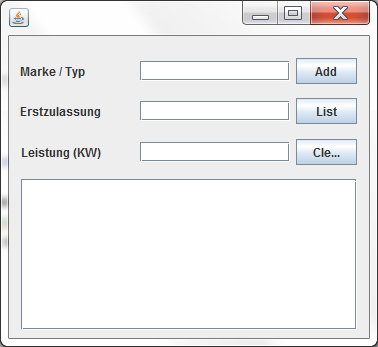 Marke / Typ Add
Erstzulassung List
Leistung (KW) Cle...